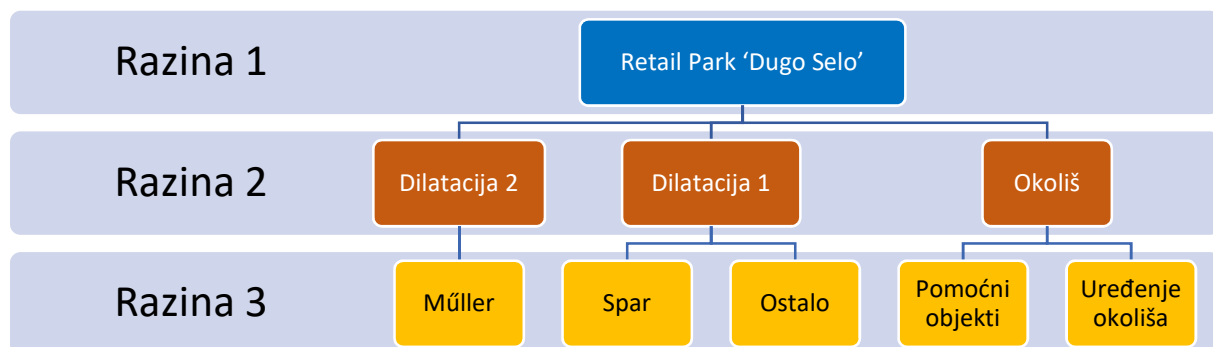 Razina 1
Retail Park ‘Dugo Selo’
Razina 2
Dilatacija 2
Dilatacija 1
Okoliš
Razina 3
Műller
Spar
Ostalo
Pomoćni
objekti
Uređenje
okoliša